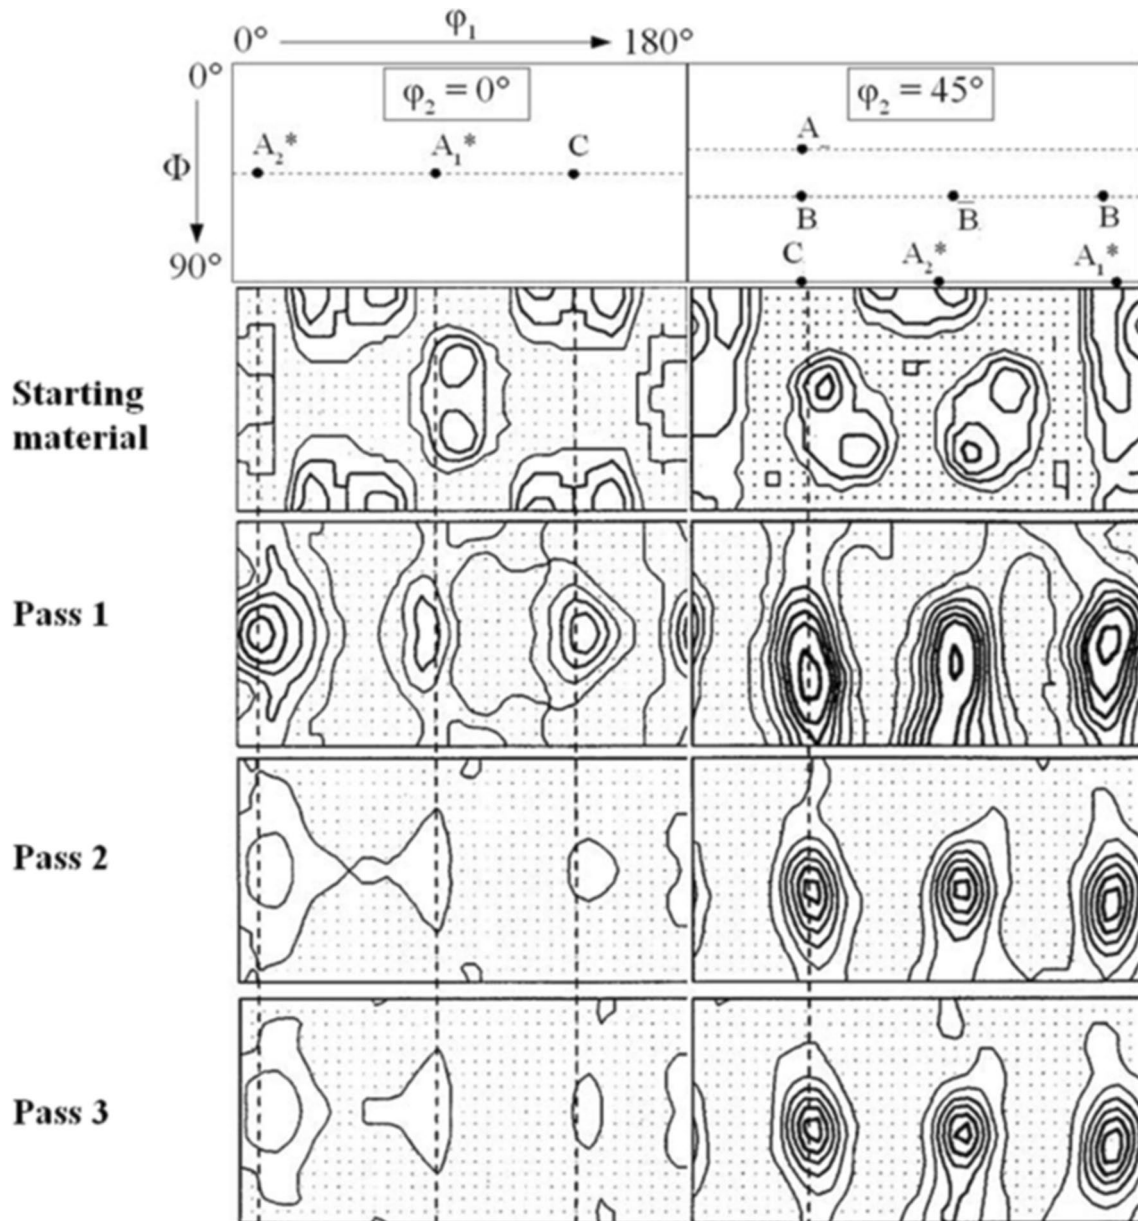 φ₁
0° 180°
0° φ₂ = 0° φ₂ = 45°
A₂* A₁* C A
Φ
B B̅ B
90° C A₂* A₁*
Starting
material
Pass 1
Pass 2
Pass 3